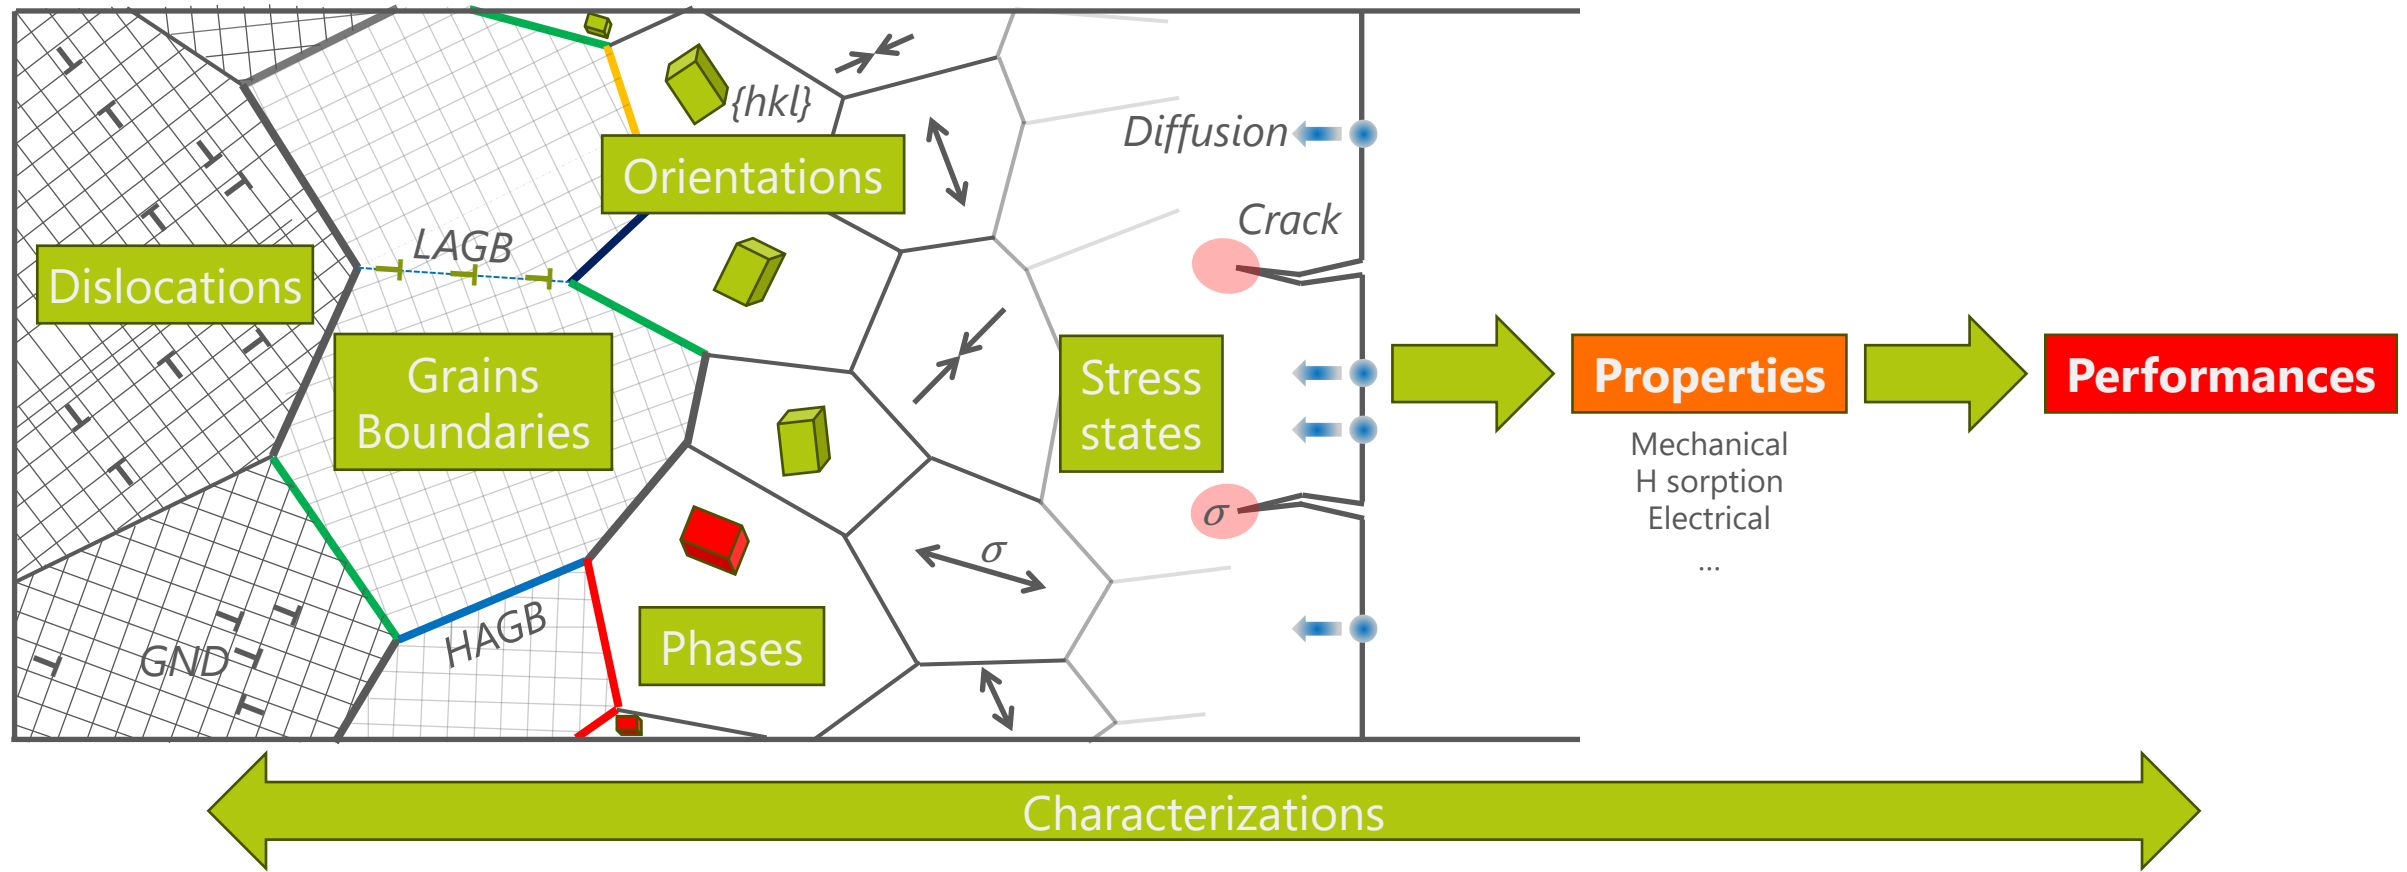 {hkl}
Diffusion
Orientations
Crack
LAGB
Dislocations
Grains
Boundaries
Stress
states
Properties
Performances
Mechanical
H sorption
Electrical
...
σ
σ
HAGB
GND
Phases
Characterizations